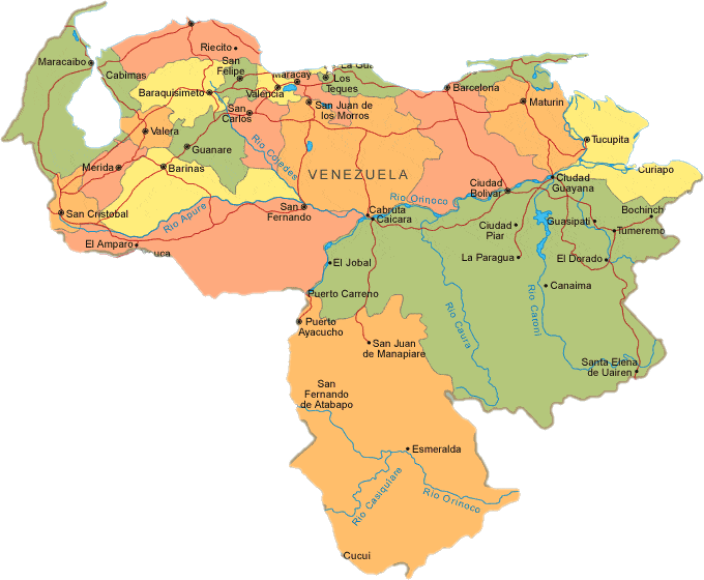 Riecito
Maracaibo
San
Felipe
Cabimas
Maracay
La Gua
Los
Teques
Baraquisimeto
Valencia
Barcelona
Maturin
San
Carlos
San Juan de
los Morros
Valera
Tucupita
Guanare
Rio Cojedes
Merida
Barinas
VENEZUELA
Curiapo
Ciudad
Guayana
Ciudad
Bolivar
Rio Orinoco
San Cristobal
Rio Apure
San
Fernando
Cabruta
Caicara
Bochinch
Guasipati
Ciudad
Piar
Tumeremo
El Amparo
uca
La Paragua
El Dorado
El Jobal
Canaima
Puerto Carreno
Rio Caura
Rio Caroni
Puerto
Ayacucho
San Juan
de Manapiare
Santa Elena
de Uairen
San
Fernando
de Atabapo
Esmeralda
Rio Casiquiare
Rio Orinoco
Cucui